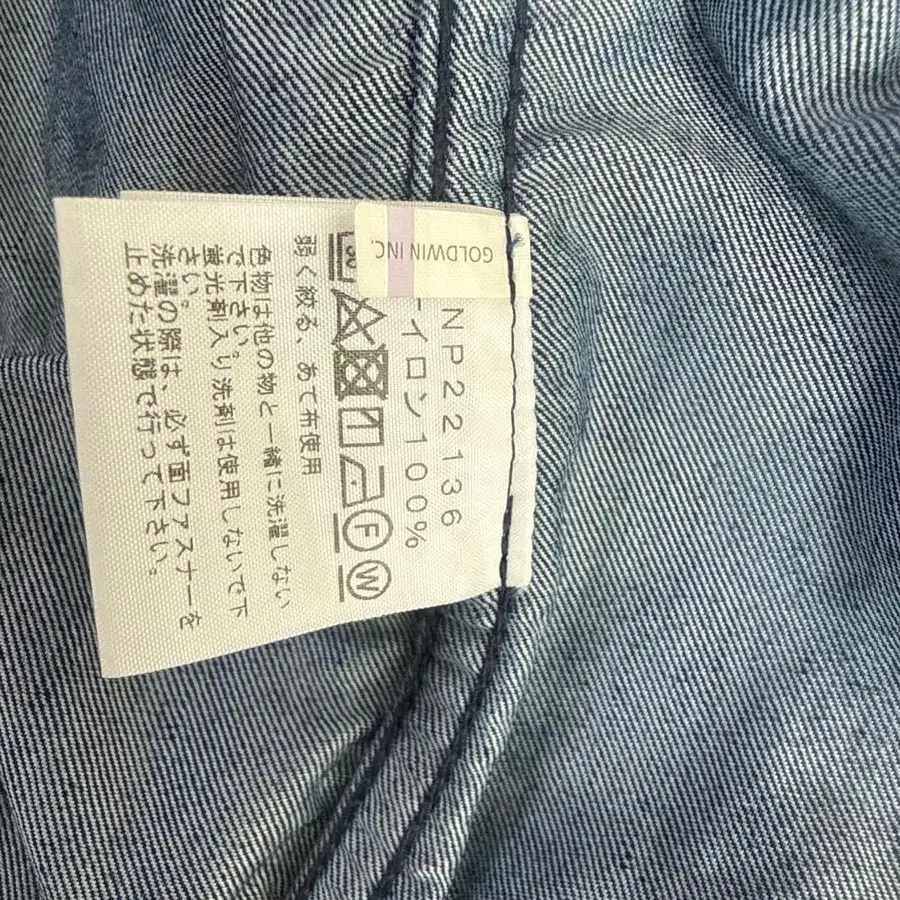 GOLDWIN INC.
NP22136
イロン100%
30
F
W
弱く絞る、あて布使用
色物は他の物と一緒に洗濯しない
で下さい。
蛍光剤入り洗剤は使用しないで下
さい。
洗濯の際は、必ず面ファスナーを
止めた状態で行って下さい。